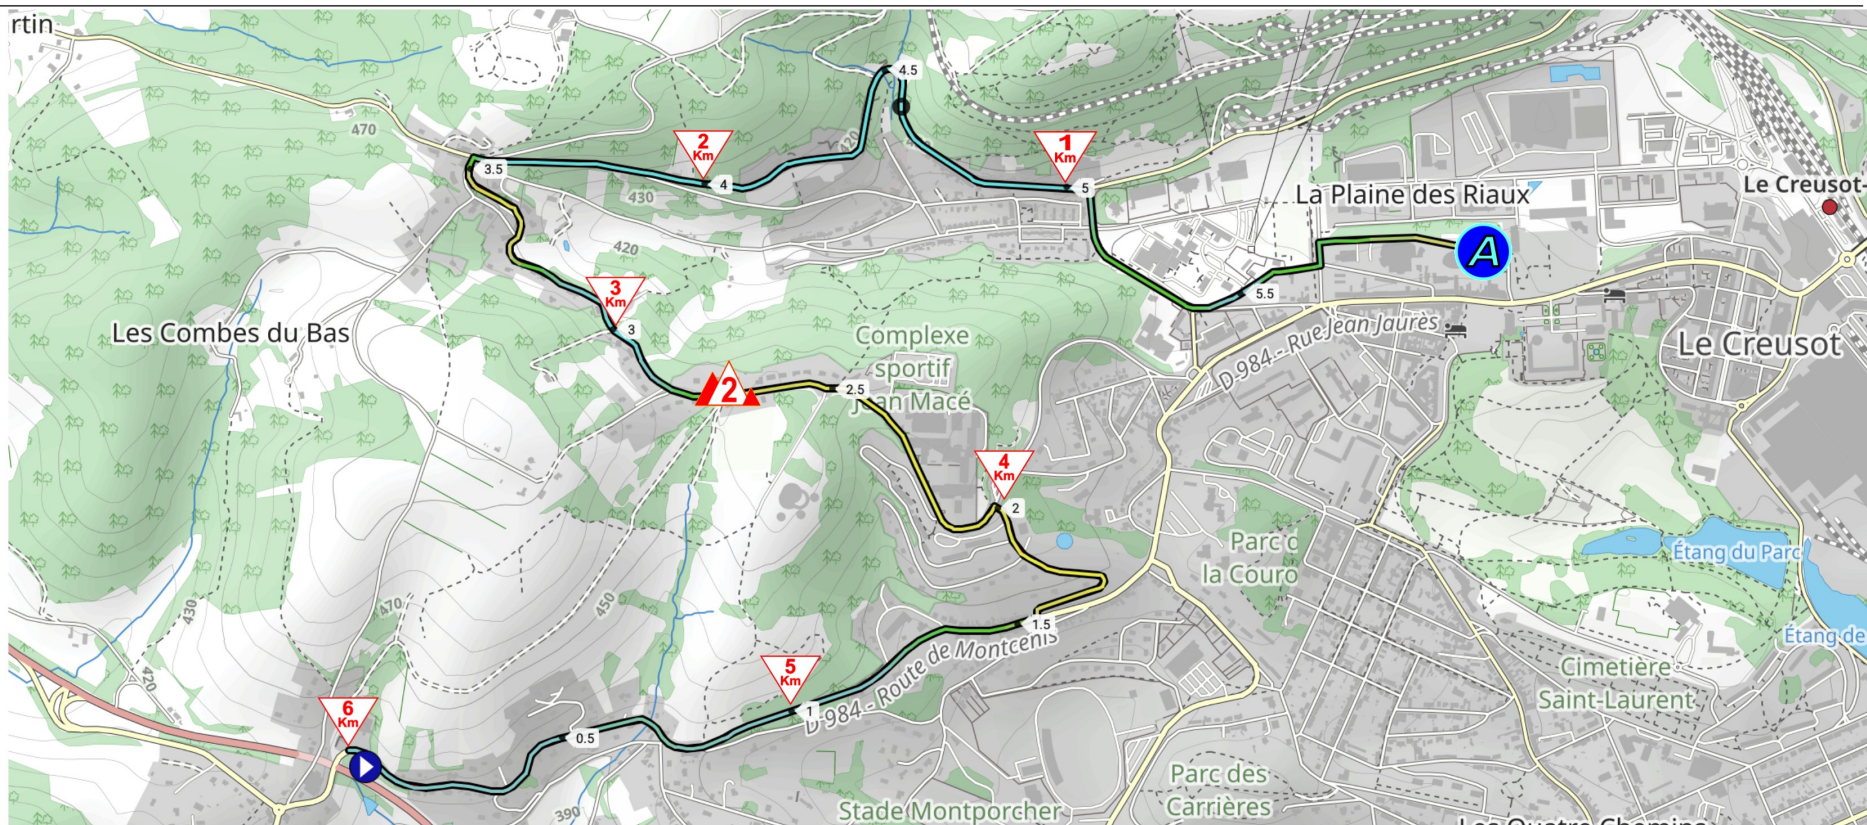 rtin
4.5
470
2
Km
420
1
Km
3.5
4
5
430
La Plaine des Riaux
Le Creusot-
420
A
3
Km
5.5
3
Les Combes du Bas
Complexe
sportif
Jean Macé
D 984 - Rue Jean Jaurès
Le Creusot
2
2.5
4
Km
2
Parc d
la Couro
Étang du Parc
430
470
450
1.5
Étang de
5
Km
D 984 - Route de Montcenis
Cimetière
Saint-Laurent
420
6
Km
1
0.5
Parc des
Carrières
390
Stade Montporcher
Les Quatre Chemins